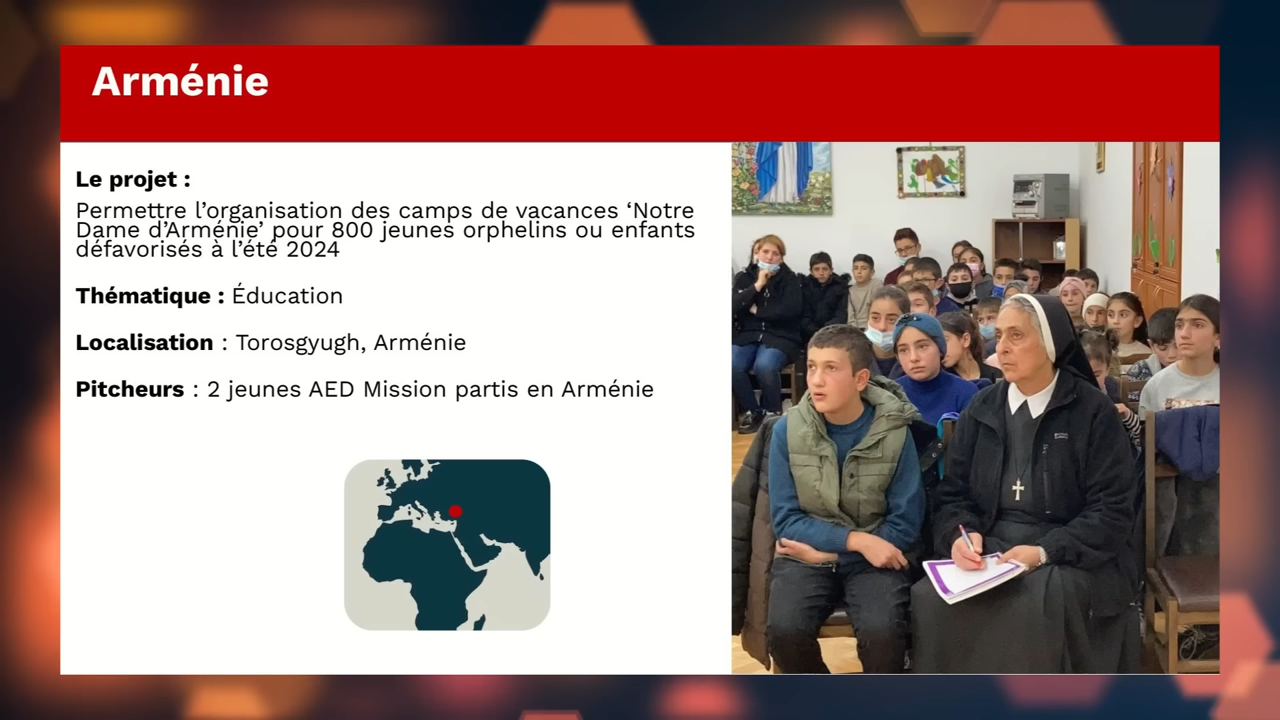 Arménie
Le projet :
Permettre l’organisation des camps de vacances ‘Notre
Dame d’Arménie’ pour 800 jeunes orphelins ou enfants
défavorisés à l’été 2024
Thématique : Éducation
Localisation : Torosgyugh, Arménie
Pitcheurs : 2 jeunes AED Mission partis en Arménie